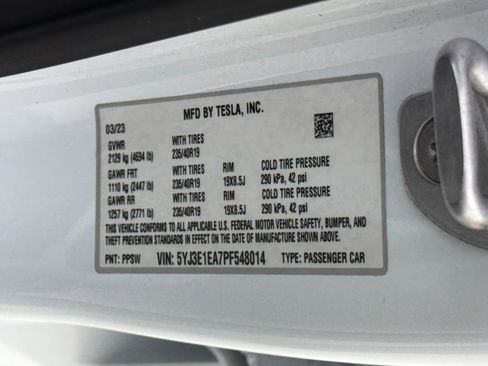 MFD BY TESLA, INC.
03/23
GVWR WITH TIRES
2129 kg (4694 lb) 235/40R19
GAWR FRT WITH TIRES RIM COLD TIRE PRESSURE
1110 kg (2447 lb) 235/40R19 19X8.5J 290 kPa, 42 psi
GAWR RR WITH TIRES RIM COLD TIRE PRESSURE
1257 kg (2771 lb) 235/40R19 19X8.5J 290 kPa, 42 psi
THIS VEHICLE CONFORMS TO ALL APPLICABLE U.S. FEDERAL MOTOR VEHICLE SAFETY, BUMPER, AND
THEFT PREVENTION STANDARDS IN EFFECT ON THE DATE OF MANUFACTURE SHOWN ABOVE.
PNT: PPSW VIN: 5YJ3E1EA7PF548014 TYPE: PASSENGER CAR